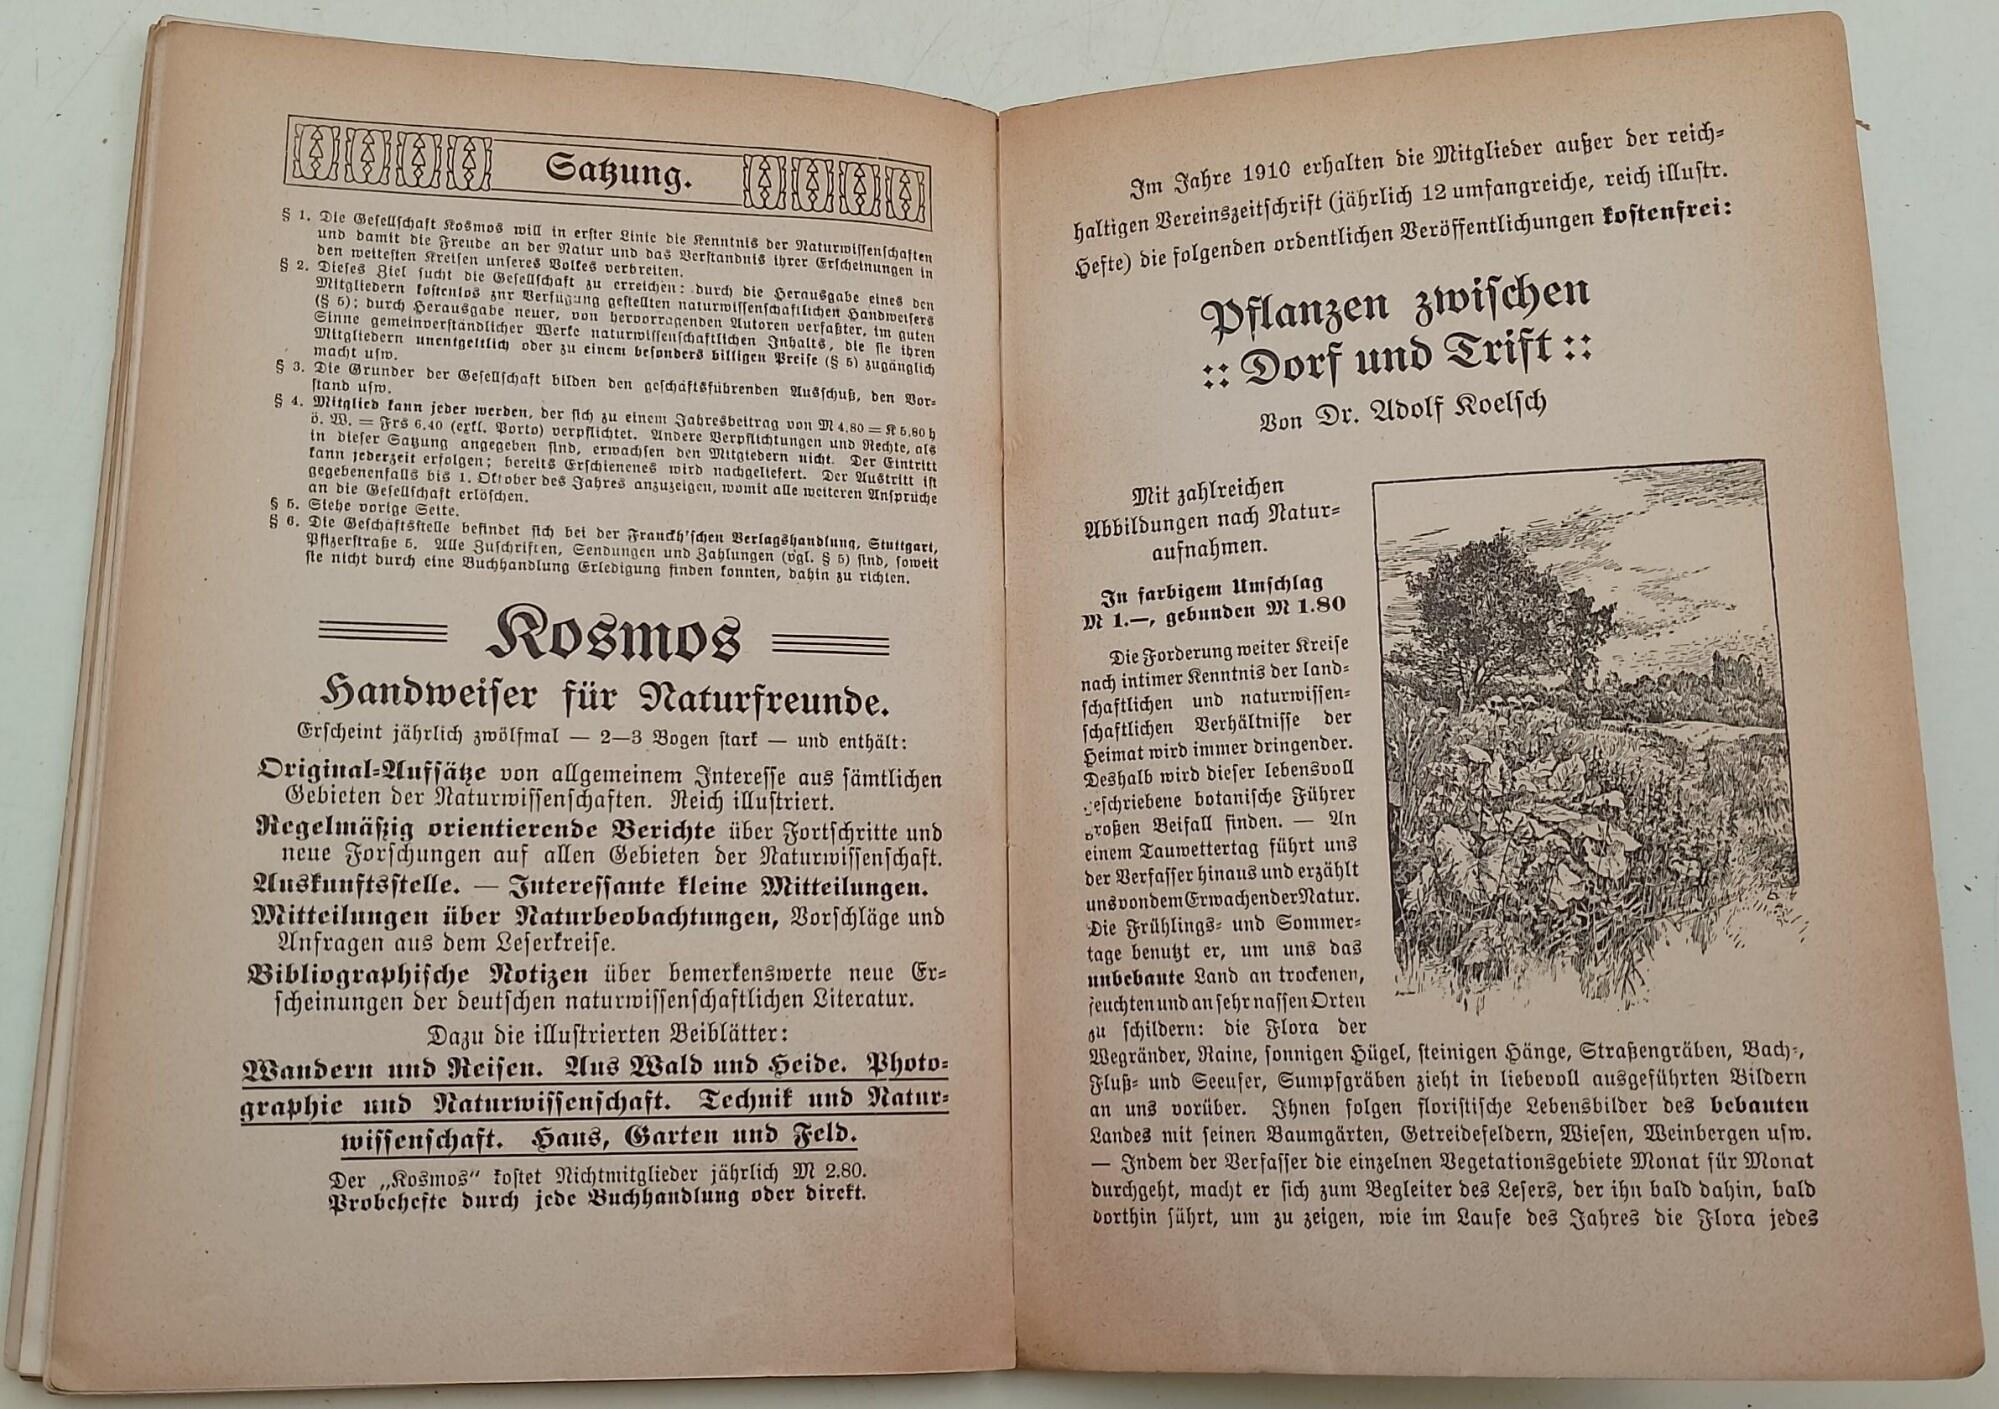 Satzung.
§ 1. Die Gesellschaft Kosmos will in erster Linie die Kenntnis der Naturwissenschaften
und damit die Freude an der Natur und das Verständnis ihrer Erscheinungen in
den weitesten Kreisen unseres Volkes verbreiten.
§ 2. Dieses Ziel sucht die Gesellschaft zu erreichen: durch die Herausgabe eines den
Mitgliedern kostenlos znr Verfügung gestellten naturwissenschaftlichen Handweisers
(§ 5); durch Herausgabe neuer, von hervorragenden Autoren verfaßter, im guten
Sinne gemeinverständlicher Werke naturwissenschaftlichen Inhalts, die sie ihren
Mitgliedern unentgeltlich oder zu einem besonders billigen Preise (§ 5) zugänglich
macht usw.
§ 3. Die Gründer der Gesellschaft bilden den geschäftsführenden Ausschuß, den Vor-
stand usw.
§ 4. Mitglied kann jeder werden, der sich zu einem Jahresbeitrag von M 4,80 = K 5,80 h
ö. W. = Frs 6,40 (exkl. Porto) verpflichtet. Andere Verpflichtungen und Rechte, als
in dieser Satzung angegeben sind, erwachsen den Mitgliedern nicht. Der Eintritt
kann jederzeit erfolgen; bereits Erschienenes wird nachgeliefert. Der Austritt ist
gegebenenfalls bis 1. Oktober des Jahres anzuzeigen, womit alle weiteren Ansprüche
an die Gesellschaft erlöschen.
§ 5. Siehe vorige Seite.
§ 6. Die Geschäftsstelle befindet sich bei der Franckh'schen Verlagshandlung, Stuttgart,
Pfizerstraße 5. Alle Zuschriften, Sendungen und Zahlungen (vgl. § 5) sind, soweit
sie nicht durch eine Buchhandlung Erledigung finden konnten, dahin zu richten.
Kosmos
Handweiser für Naturfreunde.
Erscheint jährlich zwölfmal — 2—3 Bogen stark — und enthält:
Original-Aufsätze von allgemeinem Interesse aus sämtlichen
Gebieten der Naturwissenschaften. Reich illustriert.
Regelmäßig orientierende Berichte über Fortschritte und
neue Forschungen auf allen Gebieten der Naturwissenschaft.
Auskunftsstelle. — Interessante kleine Mitteilungen.
Mitteilungen über Naturbeobachtungen, Vorschläge und
Anfragen aus dem Leserkreise.
Bibliographische Notizen über bemerkenswerte neue Er-
scheinungen der deutschen naturwissenschaftlichen Literatur.
Dazu die illustrierten Beiblätter:
Wandern und Reisen. Aus Wald und Heide. Photo-
graphie und Naturwissenschaft. Technik und Natur-
wissenschaft. Haus, Garten und Feld.
Der „Kosmos“ kostet Nichtmitglieder jährlich M 2.80.
Probehefte durch jede Buchhandlung oder direkt.
Im Jahre 1910 erhalten die Mitglieder außer der reich-
haltigen Vereinszeitschrift (jährlich 12 umfangreiche, reich illustr.
Hefte) die folgenden ordentlichen Veröffentlichungen kostenfrei:
Pflanzen zwischen
:: Dorf und Trift ::
Von Dr. Adolf Koelsch
Mit zahlreichen
Abbildungen nach Natur-
aufnahmen.
In farbigem Umschlag
M 1.—, gebunden M 1.80
Die Forderung weiter Kreise
nach intimer Kenntnis der land-
schaftlichen und naturwissen-
schaftlichen Verhältnisse der
Heimat wird immer dringender.
Deshalb wird dieser lebensvoll
geschriebene botanische Führer
großen Beifall finden. — An
einem Tauwettertag führt uns
der Verfasser hinaus und erzählt
uns von dem Erwachen der Natur.
Die Frühlings- und Sommer-
tage benutzt er, um uns das
unbebaute Land an trockenen,
feuchten und an sehr nassen Orten
zu schildern: die Flora der
Wegränder, Raine, sonnigen Hügel, steinigen Hänge, Straßengräben, Bach-,
Fluß- und Seeufer, Sumpfgräben zieht in liebevoll ausgeführten Bildern
an uns vorüber. Ihnen folgen floristische Lebensbilder des bebauten
Landes mit seinen Baumgärten, Getreidefeldern, Wiesen, Weinbergen usw.
— Indem der Verfasser die einzelnen Vegetationsgebiete Monat für Monat
durchgeht, macht er sich zum Begleiter des Lesers, der ihn bald dahin, bald
dorthin führt, um zu zeigen, wie im Laufe des Jahres die Flora jedes